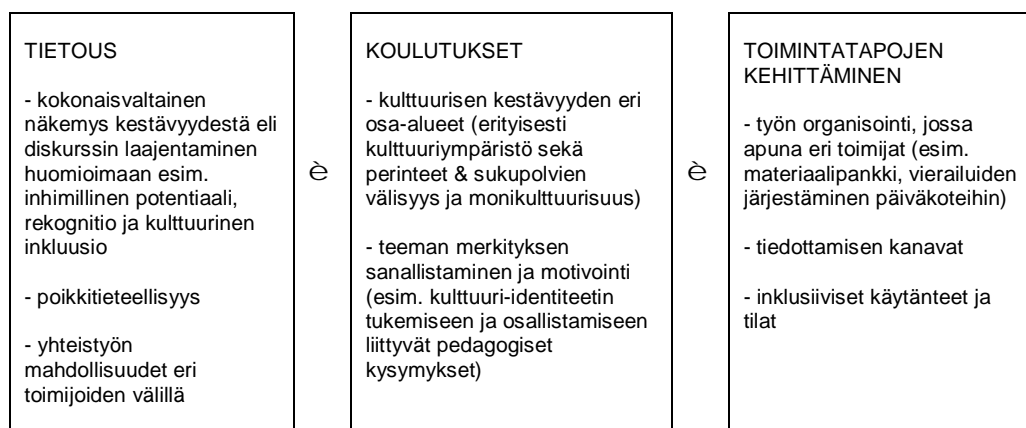 TIETOUS
- kokonaisvaltainen
näkemys kestävyydestä eli
diskurssin laajentaminen
huomioimaan esim.
inhimillinen potentiaali,
rekognitio ja kulttuurinen
inkluusio
- poikkitieteellisyys
- yhteistyön
mahdollisuudet eri
toimijoiden välillä
è
KOULUTUKSET
- kulttuurisen kestävyyden eri
osa-alueet (erityisesti
kulttuuriympäristö sekä
perinteet & sukupolvien
välisyys ja monikulttuurisuus)
- teeman merkityksen
sanallistaminen ja motivointi
(esim. kulttuuri-identiteetin
tukemiseen ja osallistamiseen
liittyvät pedagogiset
kysymykset)
è
TOIMINTATAPOJEN
KEHITTÄMINEN
- työn organisointi, jossa
apuna eri toimijat (esim.
materiaalipankki, vierailuiden
järjestäminen päiväkoteihin)
- tiedottamisen kanavat
- inklusiiviset käytänteet ja
tilat